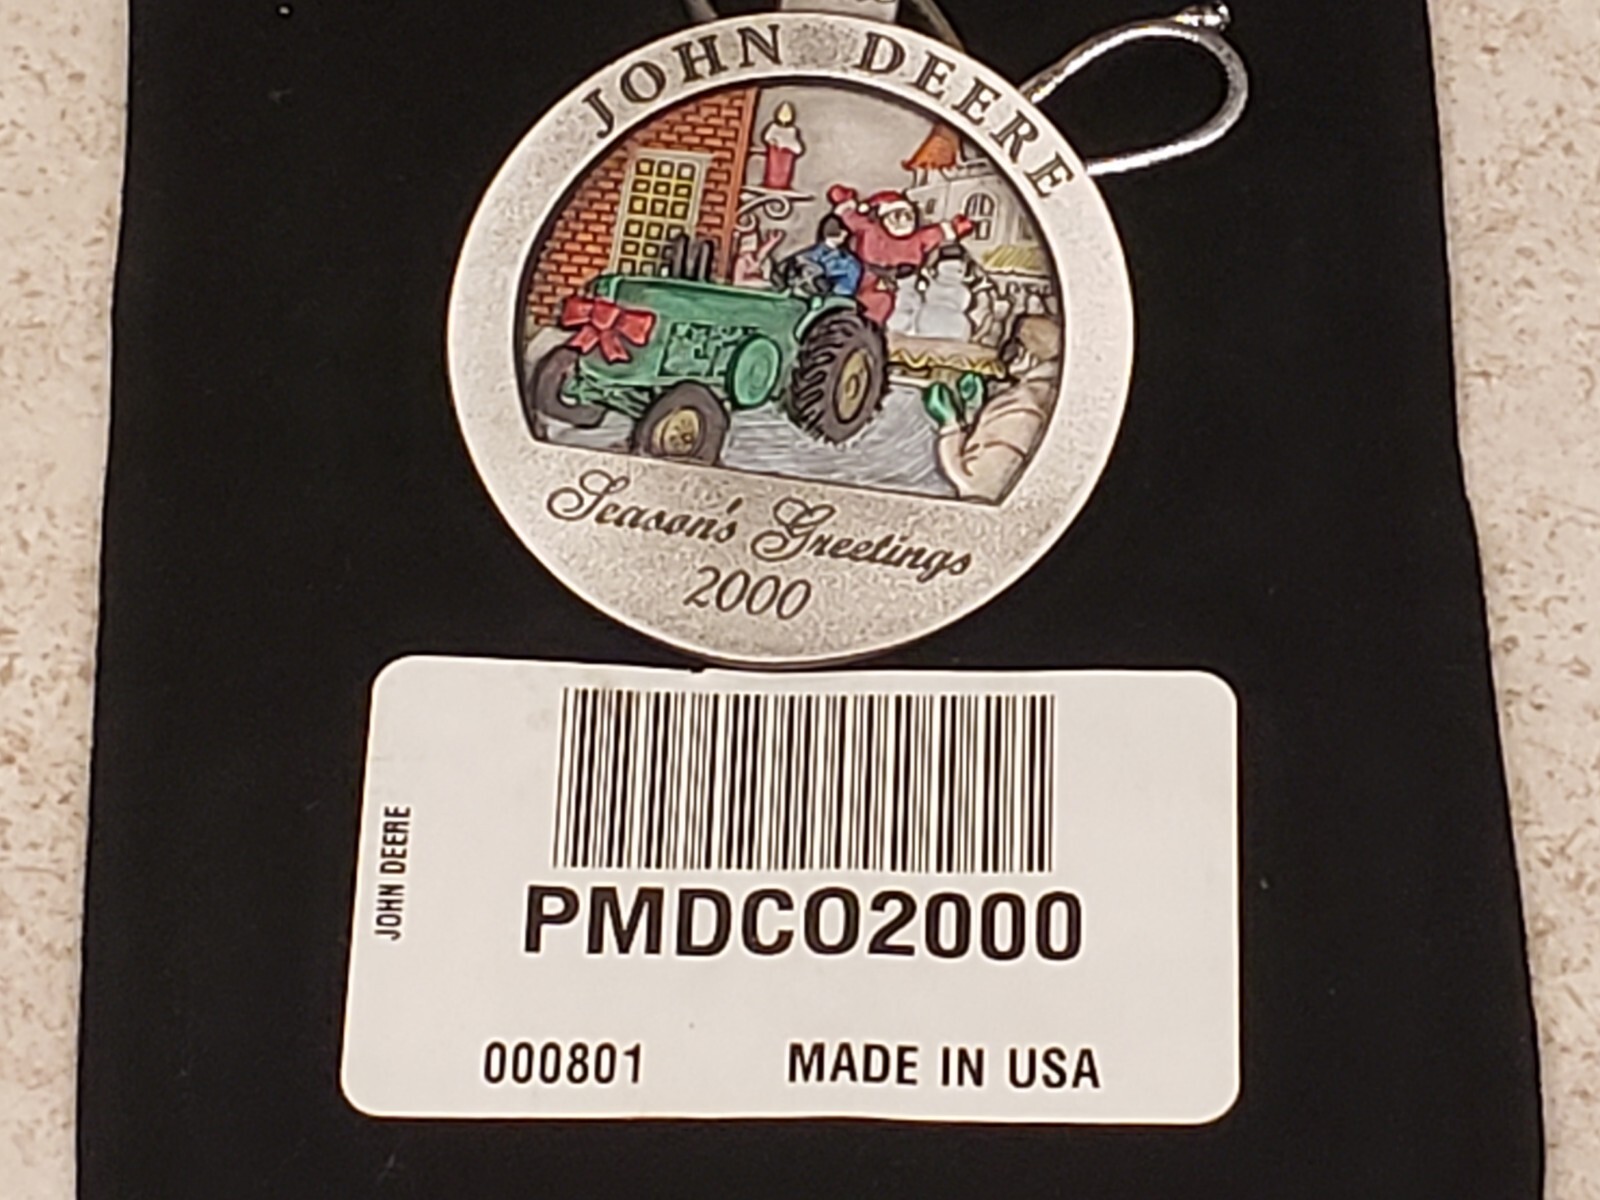 JOHN DEERE
Season's Greetings
2000
JOHN DEERE
PMDCO2000
000801 MADE IN USA